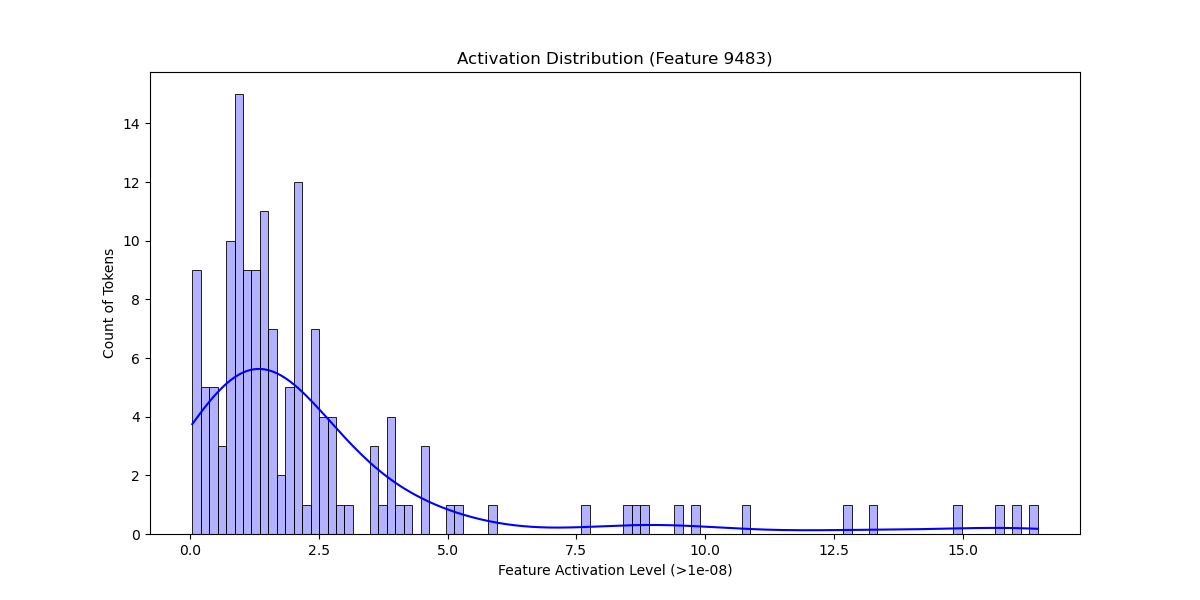 Activation Distribution (Feature 9483)
14
12
10
8
6
4
2
0
Count of Tokens
0.0 2.5 5.0 7.5 10.0 12.5 15.0
Feature Activation Level (>1e-08)